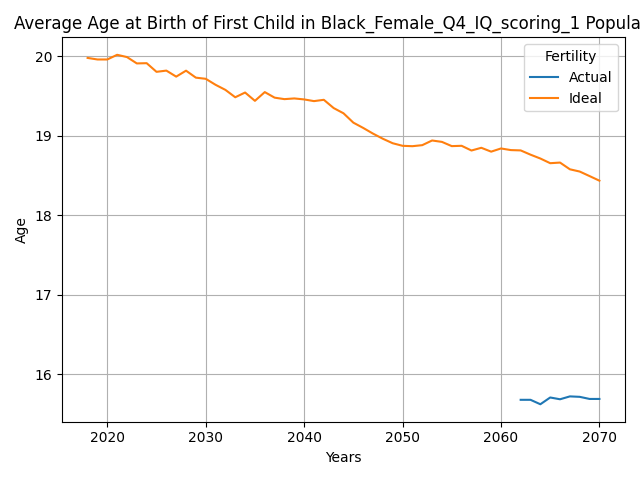 Average Age at Birth of First Child in Black_Female_Q4_IQ_scoring_1 Popula
20
19
18
17
16
Age
Fertility
Actual
Ideal
2020 2030 2040 2050 2060 2070
Years